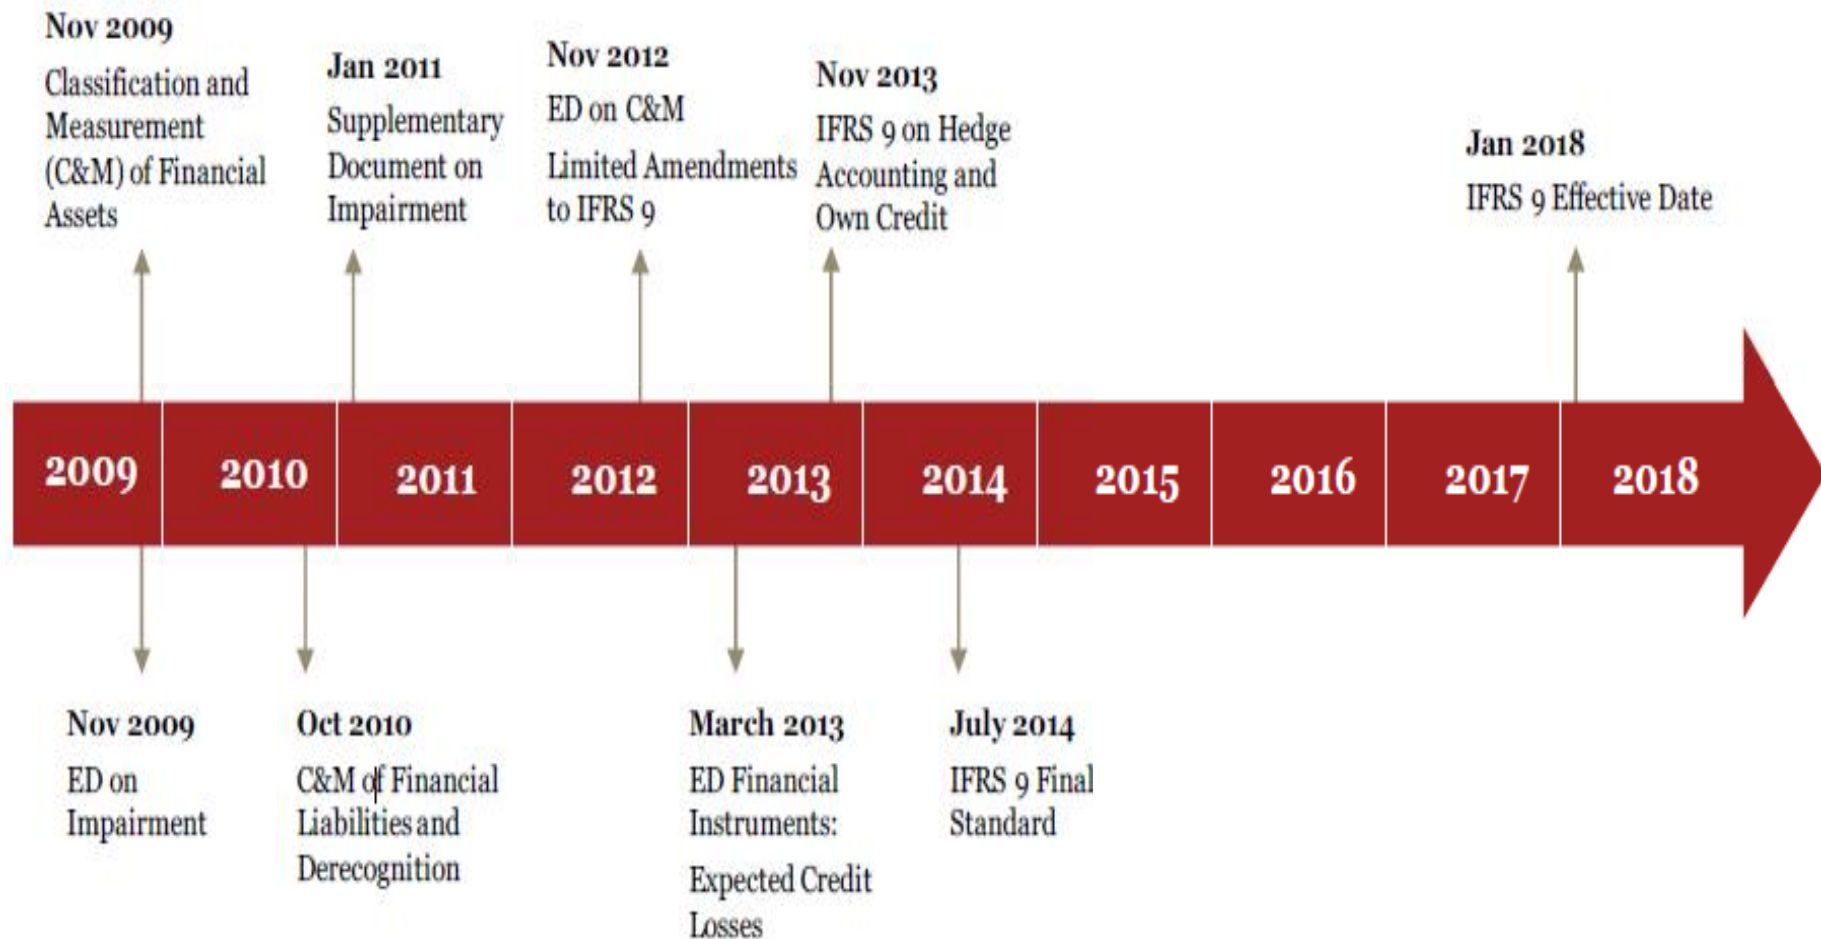 Nov 2009
Classification and
Measurement
(C&M) of Financial
Assets
Jan 2011
Supplementary
Document on
Impairment
Nov 2012
ED on C&M
Limited Amendments
to IFRS 9
Nov 2013
IFRS 9 on Hedge
Accounting and
Own Credit
Jan 2018
IFRS 9 Effective Date
2009
2010
2011
2012
2013
2014
2015
2016
2017
2018
Nov 2009
ED on
Impairment
Oct 2010
C&M of Financial
Liabilities and
Derecognition
March 2013
ED Financial
Instruments:
Expected Credit
Losses
July 2014
IFRS 9 Final
Standard